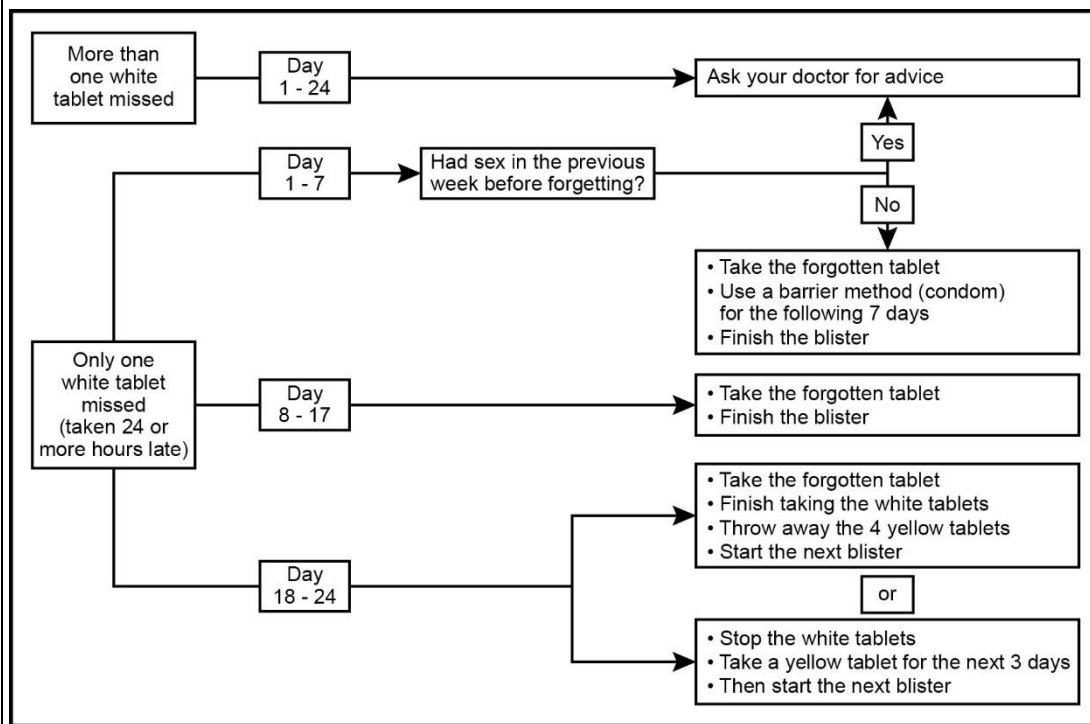 More than
one white
tablet missed
Day
1 - 24
Ask your doctor for advice
Yes
Day
1 - 7
Had sex in the previous
week before forgetting?
No
• Take the forgotten tablet
• Use a barrier method (condom)
for the following 7 days
• Finish the blister
Only one
white tablet
missed
(taken 24 or
more hours late)
Day
8 - 17
• Take the forgotten tablet
• Finish the blister
Day
18 - 24
• Take the forgotten tablet
• Finish taking the white tablets
• Throw away the 4 yellow tablets
• Start the next blister
or
• Stop the white tablets
• Take a yellow tablet for the next 3 days
• Then start the next blister